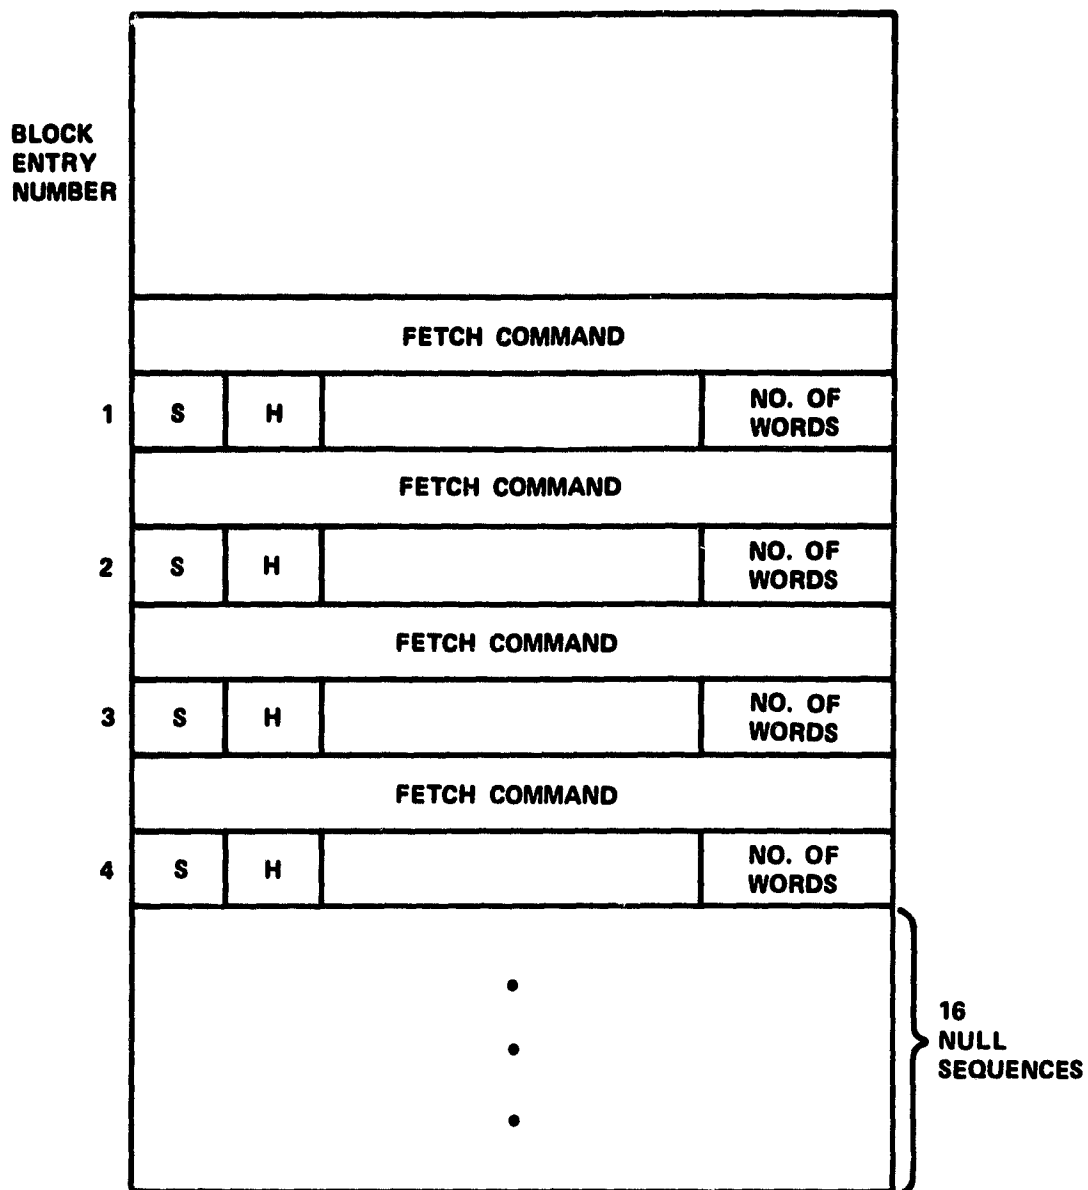 BLOCK
ENTRY
NUMBER
FETCH COMMAND
1 S H NO. OF
WORDS
FETCH COMMAND
2 S H NO. OF
WORDS
FETCH COMMAND
3 S H NO. OF
WORDS
FETCH COMMAND
4 S H NO. OF
WORDS
16
NULL
SEQUENCES